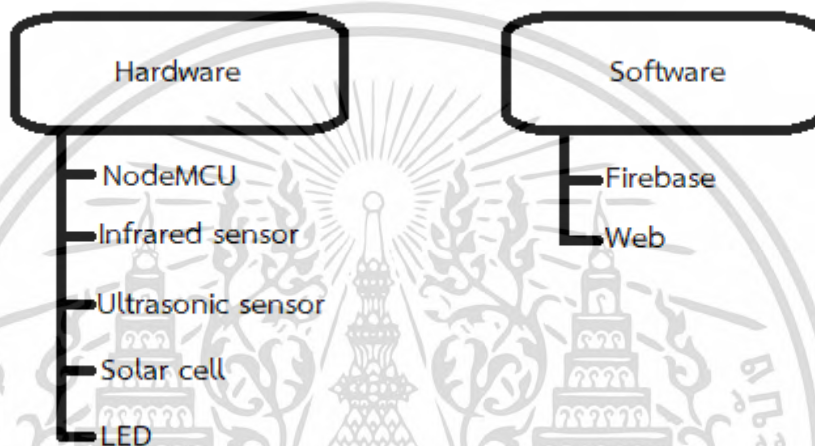 Hardware
NodeMCU
Infrared sensor
Ultrasonic sensor
Solar cell
LED
Software
Firebase
Web